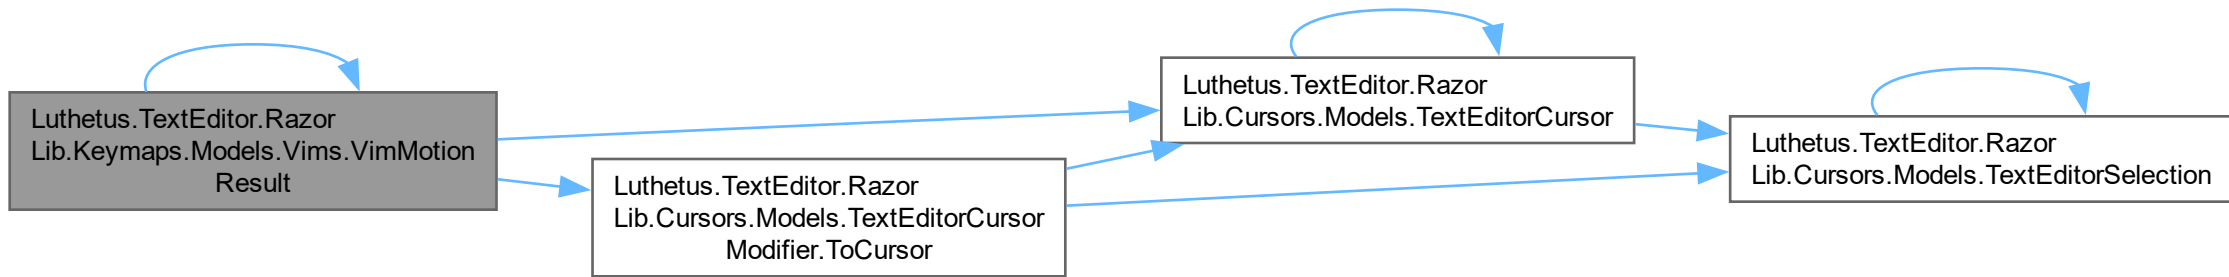 Luthetus.TextEditor.Razor
Lib.Keymaps.Models.Vims.VimMotion
Result
Luthetus.TextEditor.Razor
Lib.Cursors.Models.TextEditorCursor
Modifier.ToCursor
Luthetus.TextEditor.Razor
Lib.Cursors.Models.TextEditorCursor
Luthetus.TextEditor.Razor
Lib.Cursors.Models.TextEditorSelection